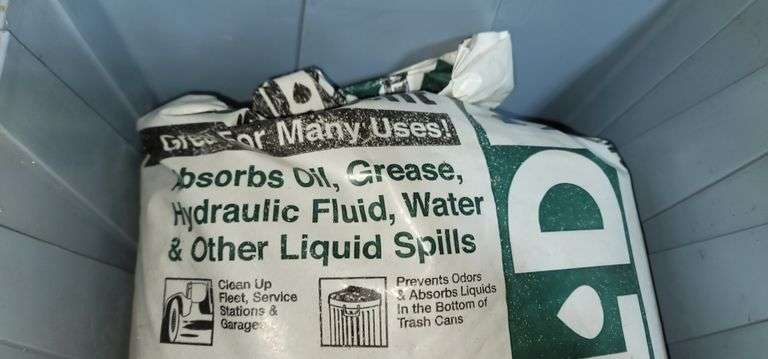 Great For Many Uses!
Absorbs Oil, Grease,
Hydraulic Fluid, Water
& Other Liquid Spills
Clean Up
Fleet, Service
Stations &
Garages
Prevents Odors
& Absorbs Liquids
In the Bottom of
Trash Cans